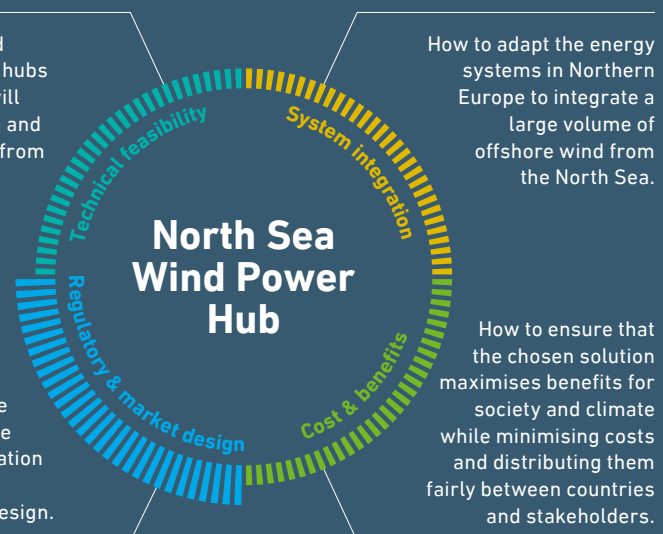 hubs
and
from
Technical feasibility
System integration
How to adapt the energy
systems in Northern
Europe to integrate a
large volume of
offshore wind from
the North Sea.
North Sea
Wind Power
Hub
Regulatory & market design
Cost & benefits
esign.
How to ensure that
the chosen solution
maximises benefits for
society and climate
while minimising costs
and distributing them
fairly between countries
and stakeholders.